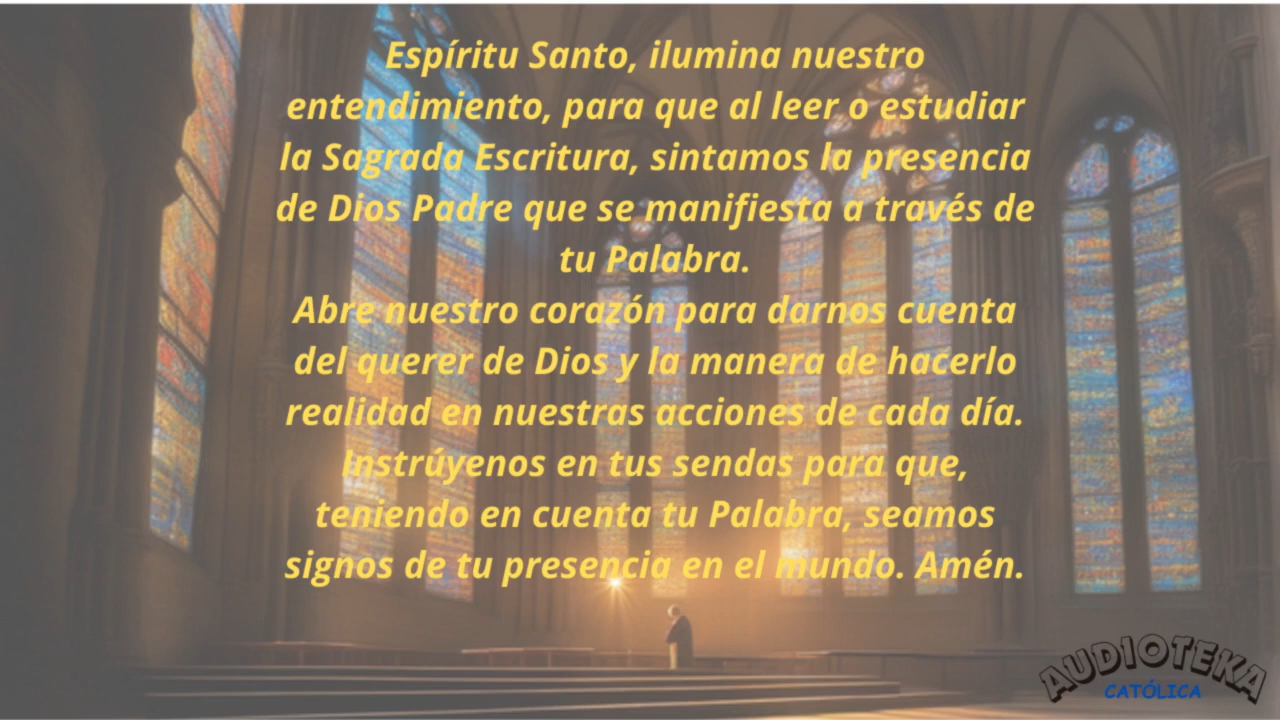 Espíritu Santo, ilumina nuestro
entendimiento, para que al leer o estudiar
la Sagrada Escritura, sintamos la presencia
de Dios Padre que se manifiesta a través de
tu Palabra.
Abre nuestro corazón para darnos cuenta
del querer de Dios y la manera de hacerlo
realidad en nuestras acciones de cada día.
Instrúyenos en tus sendas para que,
teniendo en cuenta tu Palabra, seamos
signos de tu presencia en el mundo. Amén.
AUDIOTEKA
CATÓLICA